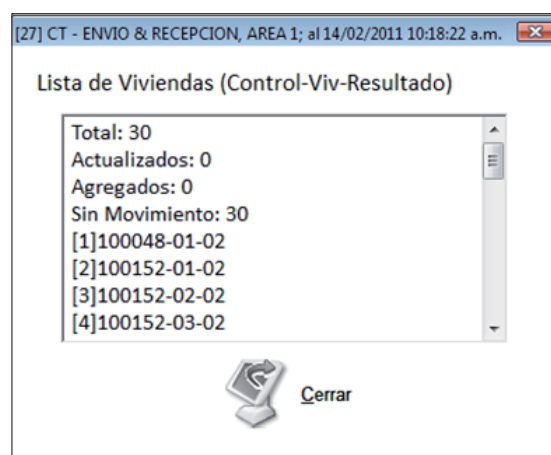 [27] CT - ENVIO & RECEPCION, AREA 1; al 14/02/2011 10:18:22 a.m.
Lista de Viviendas (Control-Viv-Resultado)
Total: 30
Actualizados: 0
Agregados: 0
Sin Movimiento: 30
[1]100048-01-02
[2]100152-01-02
[3]100152-02-02
[4]100152-03-02
Cerrar